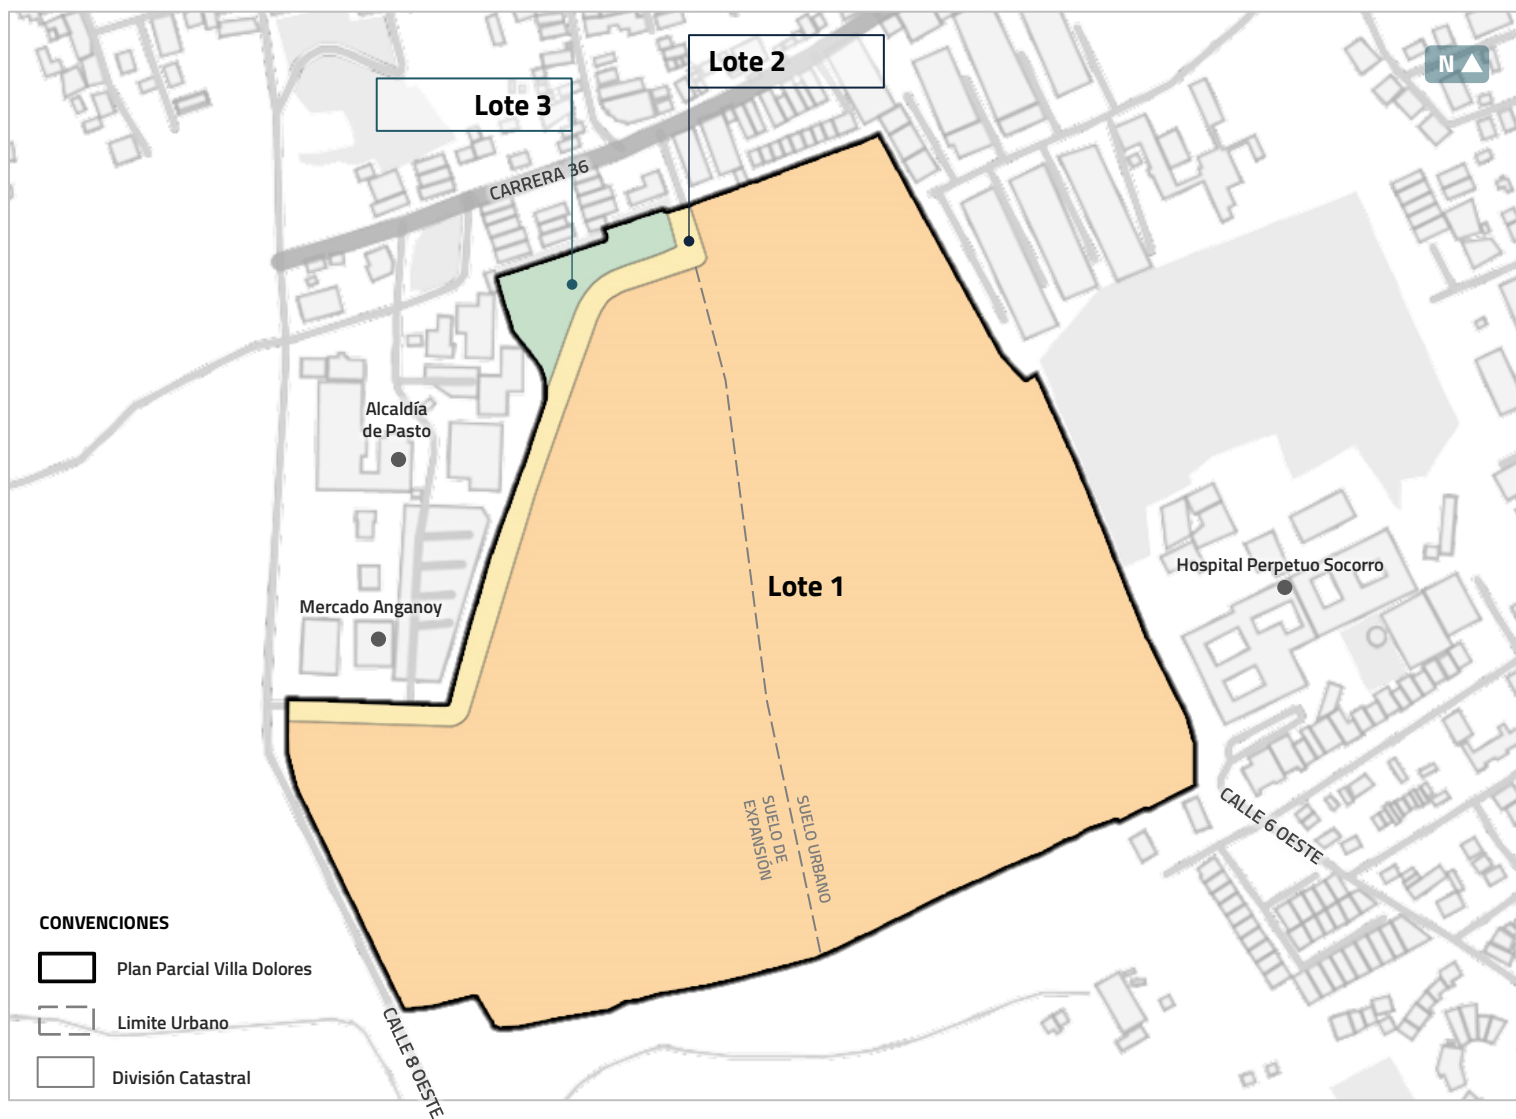 N
Lote 2
Lote 3
CARRERA 36
Alcaldía
de Pasto
Hospital Perpetuo Socorro
Lote 1
Mercado Anganoy
SUELO DE
EXPANSIÓN
SUELO URBANO
CALLE 6 OESTE
CONVENCIONES
Plan Parcial Villa Dolores
Limite Urbano
División Catastral
CALLE 8 OESTE